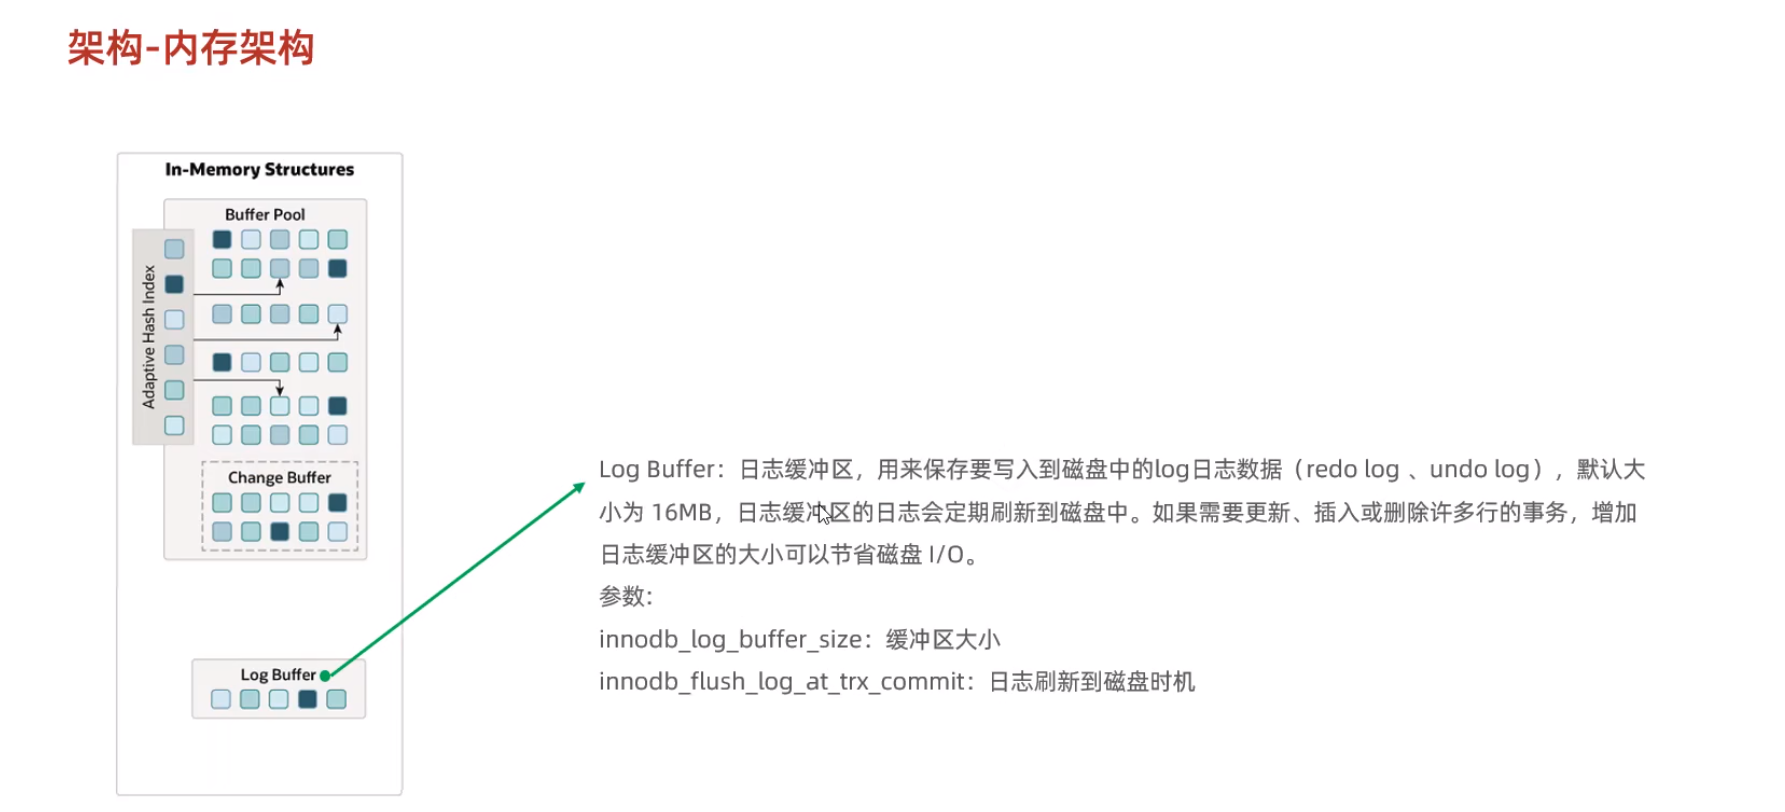 架构-内存架构
In-Memory Structures
Buffer Pool
Adaptive Hash Index
Change Buffer
Log Buffer
Log Buffer：日志缓冲区，用来保存要写入到磁盘中的log日志数据（redo log 、undo log），默认大
小为 16MB，日志缓冲区的日志会定期刷新到磁盘中。如果需要更新、插入或删除许多行的事务，增加
日志缓冲区的大小可以节省磁盘 I/O。
参数:
innodb_log_buffer_size：缓冲区大小
innodb_flush_log_at_trx_commit：日志刷新到磁盘时机